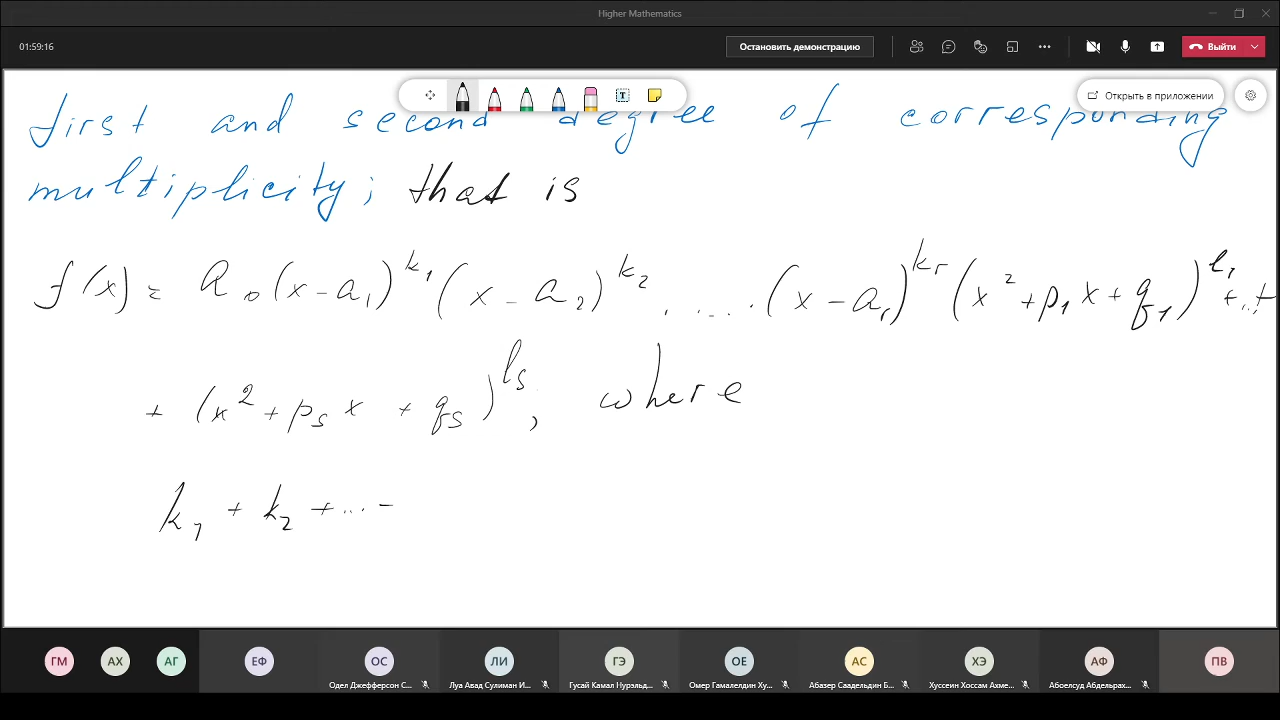 Higher Mathematics
01:59:16
Остановить демонстрацию
Выйти
Открыть в приложении
first and second degree of corresponding
multiplicity; that is
f(x) = A₀(x-a₁)^k₁(x-a₂)^k₂ . .... (x-aᵣ)^kᵣ(x²+p₁x+q₁)^l₁+...+
+ (x²+pₛx+qₛ)^lₛ, where
k₁ + k₂ +... -
ГМ АХ АГ ЕФ ОС ЛИ ГЭ ОЕ АС ХЭ АФ ПВ
Одел Джефферсон С... Луа Авад Сулиман И... Гусай Камал Нурэльд... Омер Гамалелдин Ху... Абазер Саадельдин Б... Хуссеин Хоссам Ахме... Абоелсуд Абдельрах...